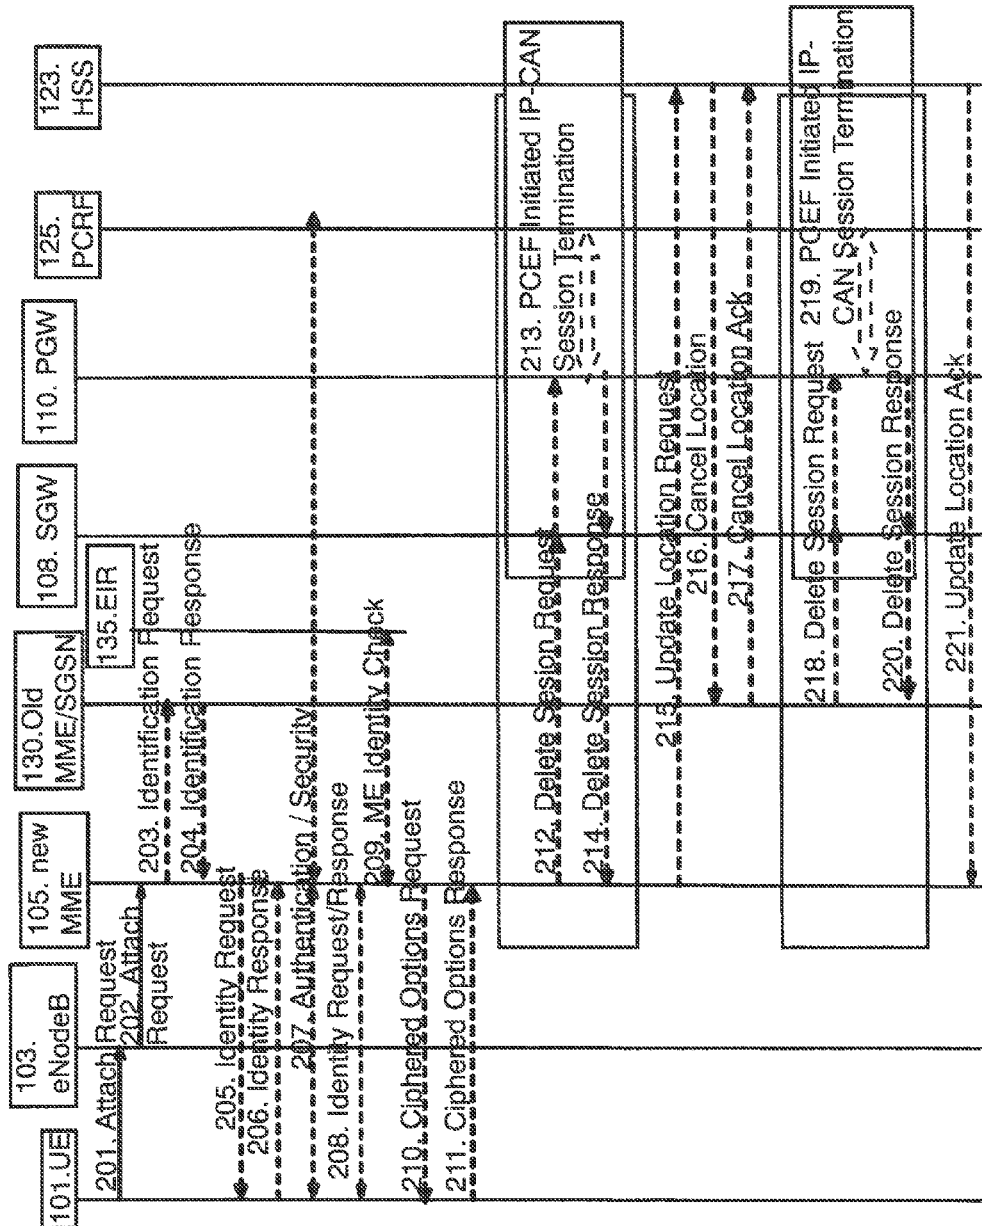 101.UE
103.
eNodeB
105. new
MME
130.Old
MME/SGSN
135.EIR
108. SGW
110. PGW
125.
PCRF
123.
HSS
201. Attach Request
202. Attach
Request
203. Identification Request
204. Identification Response
205. Identity Request
206. Identity Response
207. Authentication / Security
208. Identity Request/Response
209. ME Identity Check
210. Ciphered Options Request
211. Ciphered Options Response
212. Delete Sesion Request
213. PCEF Initiated IP-CAN
Session Termination
214. Delete Session Response
215. Update Location Request
216. Cancel Location
217. Cancel Location Ack
218. Delete Session Request
219. PCEF Initiated IP-
CAN Session Termination
220. Delete Session Response
221. Update Location Ack